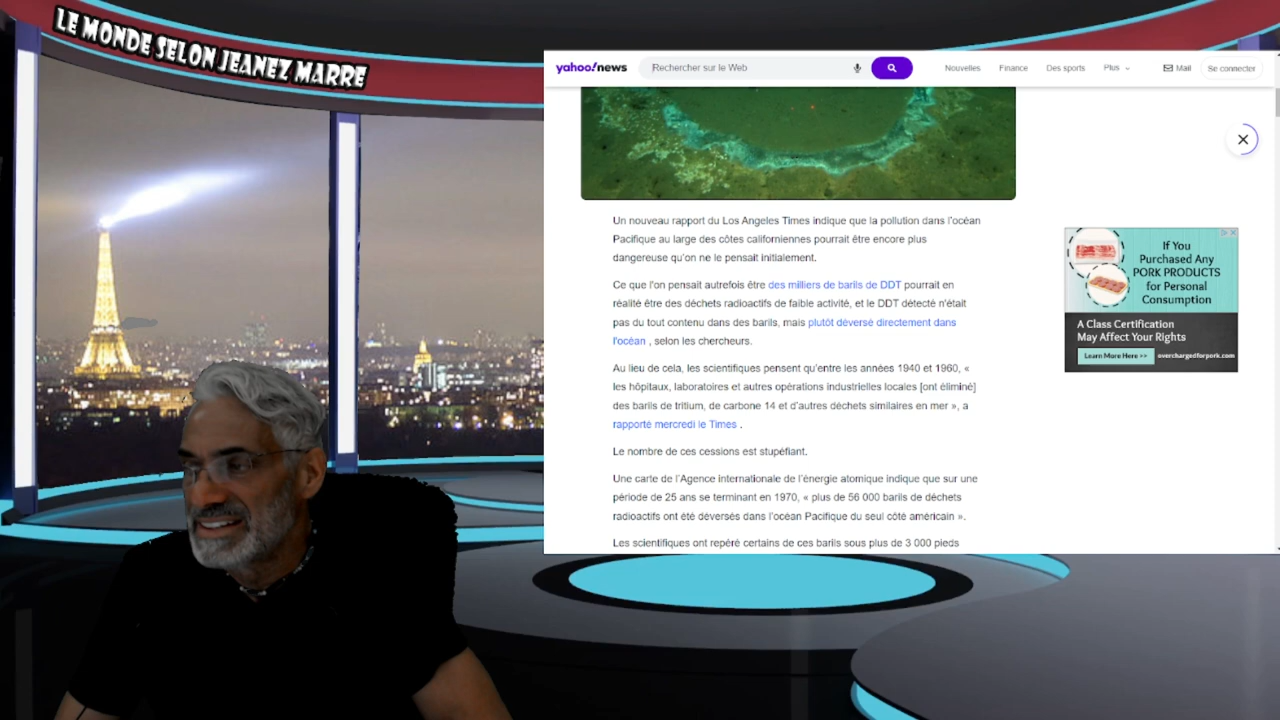 LE MONDE SELON JEANEZ MARRE
yahoo!news
Rechercher sur le Web
Nouvelles
Finance
Des sports
Plus
Mail
Se connecter
Un nouveau rapport du Los Angeles Times indique que la pollution dans l'océan
Pacifique au large des côtes californiennes pourrait être encore plus
dangereuse qu'on ne le pensait initialement.
Ce que l'on pensait autrefois être des milliers de barils de DDT pourrait en
réalité être des déchets radioactifs de faible activité, et le DDT détecté n'était
pas du tout contenu dans des barils, mais plutôt déversé directement dans
l'océan , selon les chercheurs.
Au lieu de cela, les scientifiques pensent qu'entre les années 1940 et 1960, «
les hôpitaux, laboratoires et autres opérations industrielles locales [ont éliminé]
des barils de tritium, de carbone 14 et d'autres déchets similaires en mer », a
rapporté mercredi le Times .
Le nombre de ces cessions est stupéfiant.
Une carte de l'Agence internationale de l'énergie atomique indique que sur une
période de 25 ans se terminant en 1970, « plus de 56 000 barils de déchets
radioactifs ont été déversés dans l'océan Pacifique du seul côté américain ».
Les scientifiques ont repéré certains de ces barils sous plus de 3 000 pieds
If You
Purchased Any
PORK PRODUCTS
for Personal
Consumption
A Class Certification
May Affect Your Rights
Learn More Here >>
overchargedforpork.com